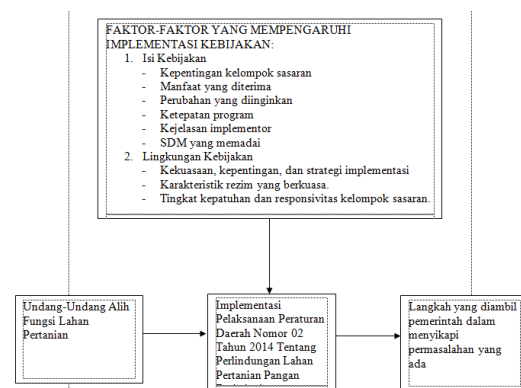 FAKTOR-FAKTOR YANG MEMPENGARUHI
IMPLEMENTASI KEBIJAKAN:
1. Isi Kebijakan
- Kepentingan kelompok sasaran
- Manfaat yang diterima
- Perubahan yang diinginkan
- Ketepatan program
- Kejelasan implementor
- SDM yang memadai
2. Lingkungan Kebijakan
- Kekuasaan, kepentingan, dan strategi implementasi
- Karakteristik rezim yang berkuasa.
- Tingkat kepatuhan dan responsivitas kelompok sasaran.
Undang-Undang Alih
Fungsi Lahan
Pertanian
Implementasi
Pelaksanaan Peraturan
Daerah Nomor 02
Tahun 2014 Tentang
Perlindungan Lahan
Pertanian Pangan
Langkah yang diambil
pemerintah dalam
menyikapi
permasalahan yang
ada